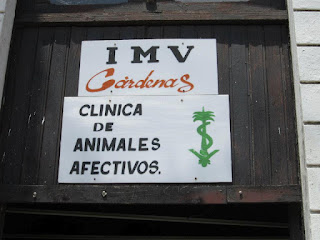 IMV
Cárdenas
CLINICA
DE
ANIMALES
AFECTIVOS.